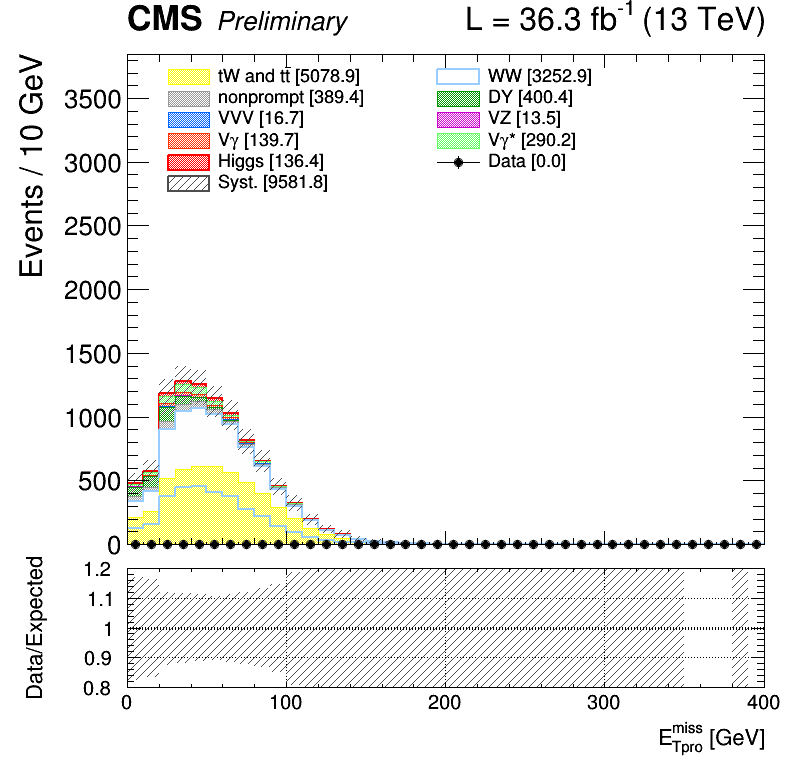 CMS Preliminary L = 36.3 fb⁻¹ (13 TeV)
Events / 10 GeV
tW and tt̄ [5078.9] WW [3252.9]
nonprompt [389.4] DY [400.4]
VVV [16.7] VZ [13.5]
Vγ [139.7] Vγ* [290.2]
Higgs [136.4] Data [0.0]
Syst. [9581.8]
3500
3000
2500
2000
1500
1000
500
0
Data/Expected
1.2
1.1
1
0.9
0.8
0 100 200 300 400
E_Tpro^miss [GeV]